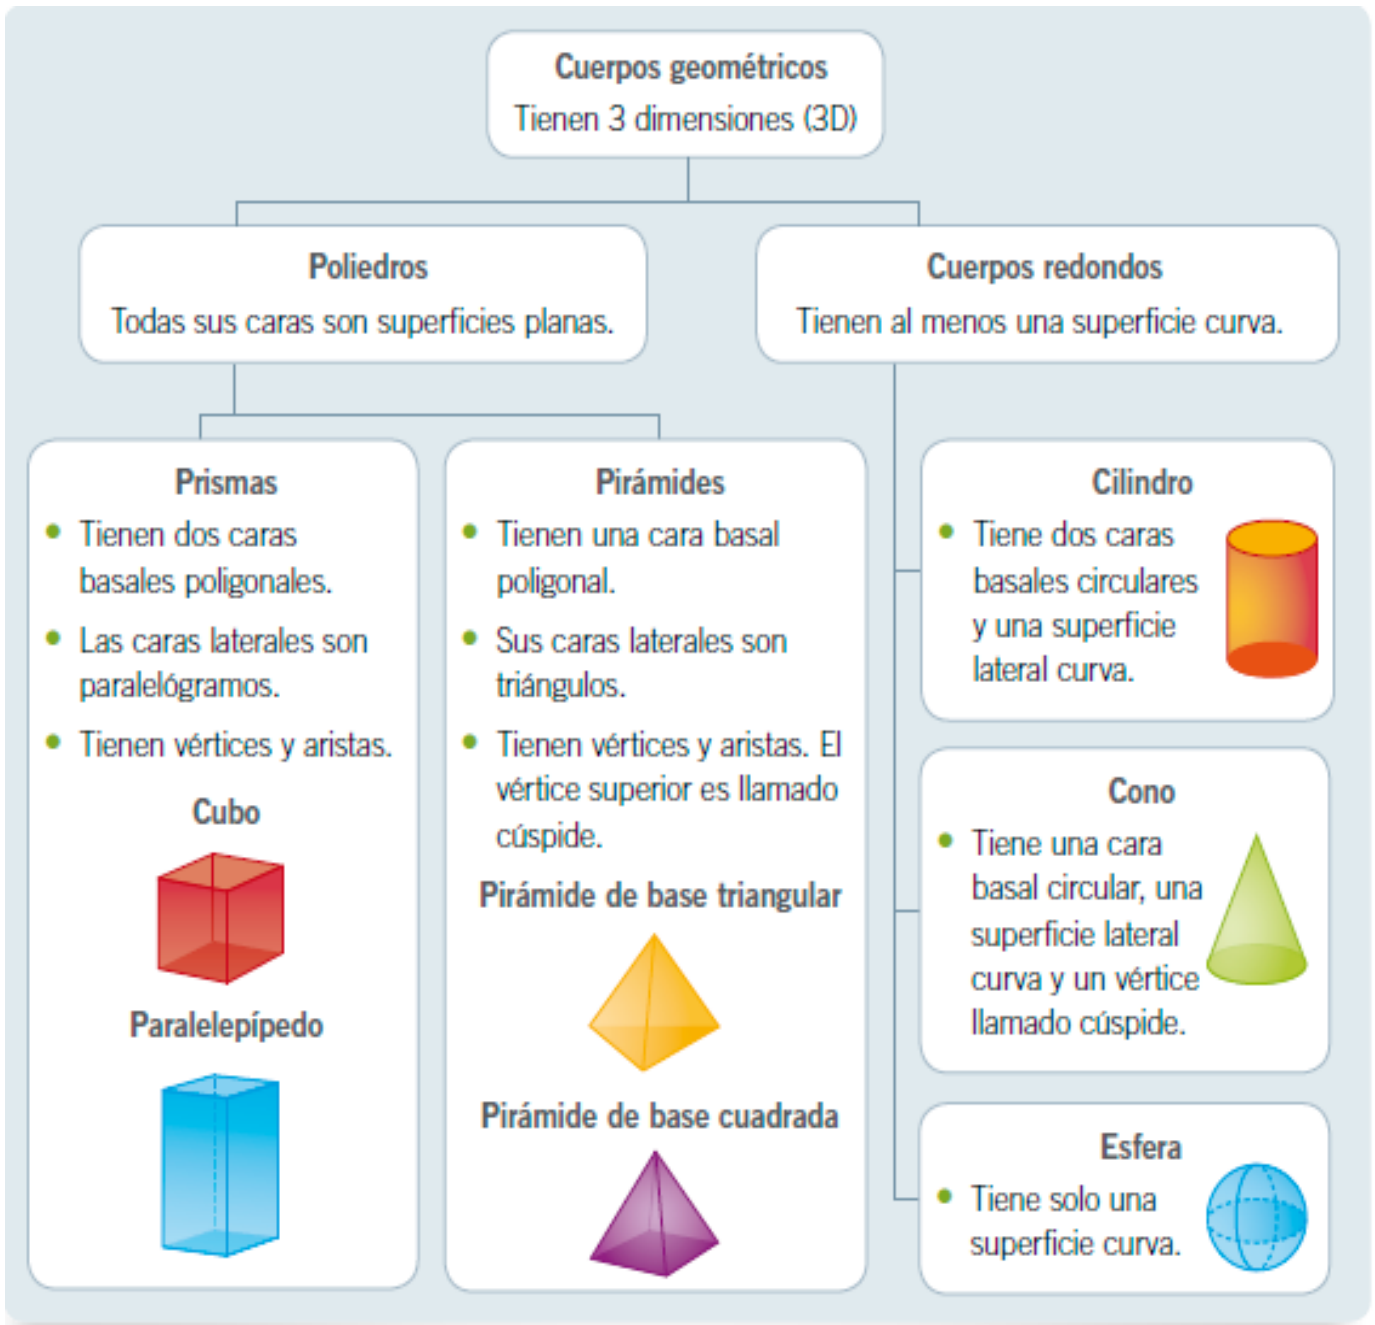 Cuerpos geométricos
Tienen 3 dimensiones (3D)
Poliedros
Todas sus caras son superficies planas.
Cuerpos redondos
Tienen al menos una superficie curva.
Prismas
Tienen dos caras
basales poligonales.
Las caras laterales son
paralelógramos.
Tienen vértices y aristas.
Cubo
Paralelepípedo
Pirámides
Tienen una cara basal
poligonal.
Sus caras laterales son
triángulos.
Tienen vértices y aristas. El
vértice superior es llamado
cúspide.
Pirámide de base triangular
Pirámide de base cuadrada
Cilindro
Tiene dos caras
basales circulares
y una superficie
lateral curva.
Cono
Tiene una cara
basal circular, una
superficie lateral
curva y un vértice
llamado cúspide.
Esfera
Tiene solo una
superficie curva.